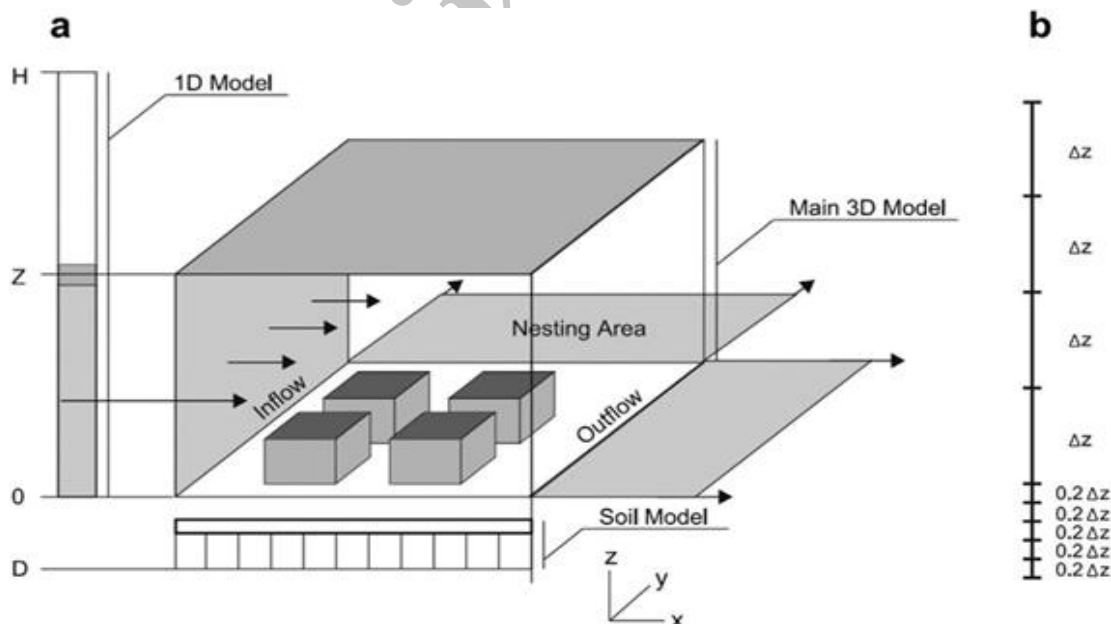 a
b
H
1D Model
Δz
Main 3D Model
Δz
Z
Nesting Area
Δz
Inflow
Outflow
Δz
0
0.2 Δz
Soil Model
0.2 Δz
0.2 Δz
z
0.2 Δz
D
0.2 Δz
y
x